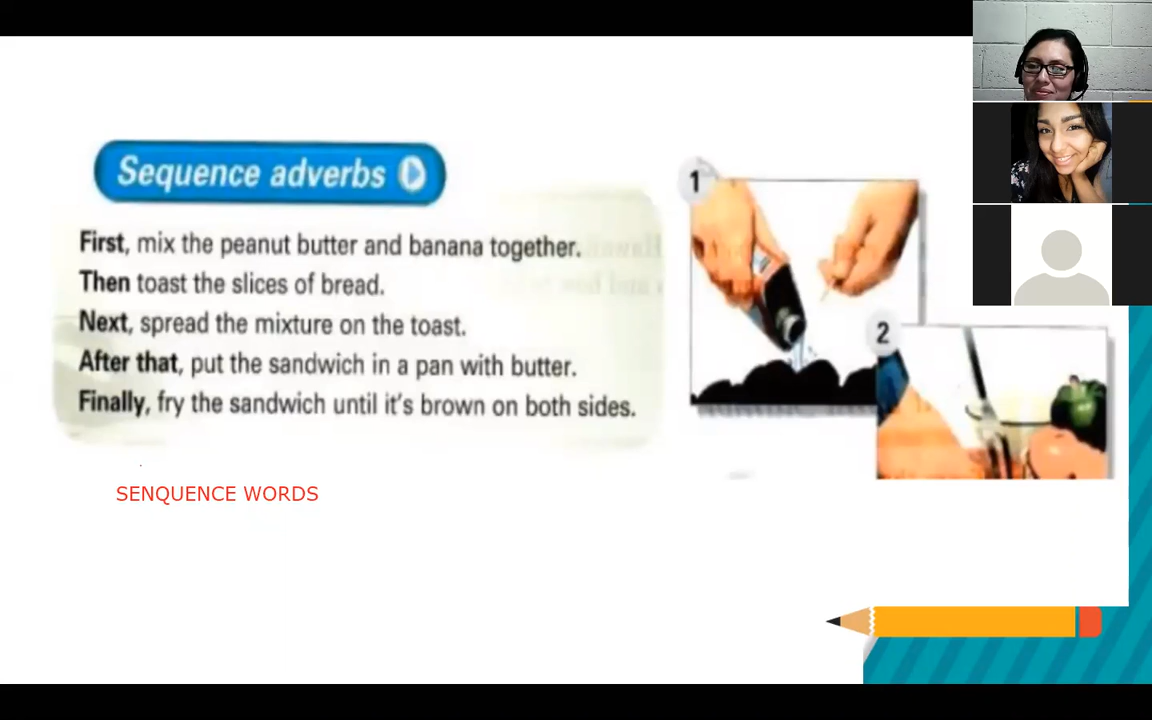 Sequence adverbs
First, mix the peanut butter and banana together.
Then toast the slices of bread.
Next, spread the mixture on the toast.
After that, put the sandwich in a pan with butter.
Finally, fry the sandwich until it's brown on both sides.
SENQUENCE WORDS
1
2